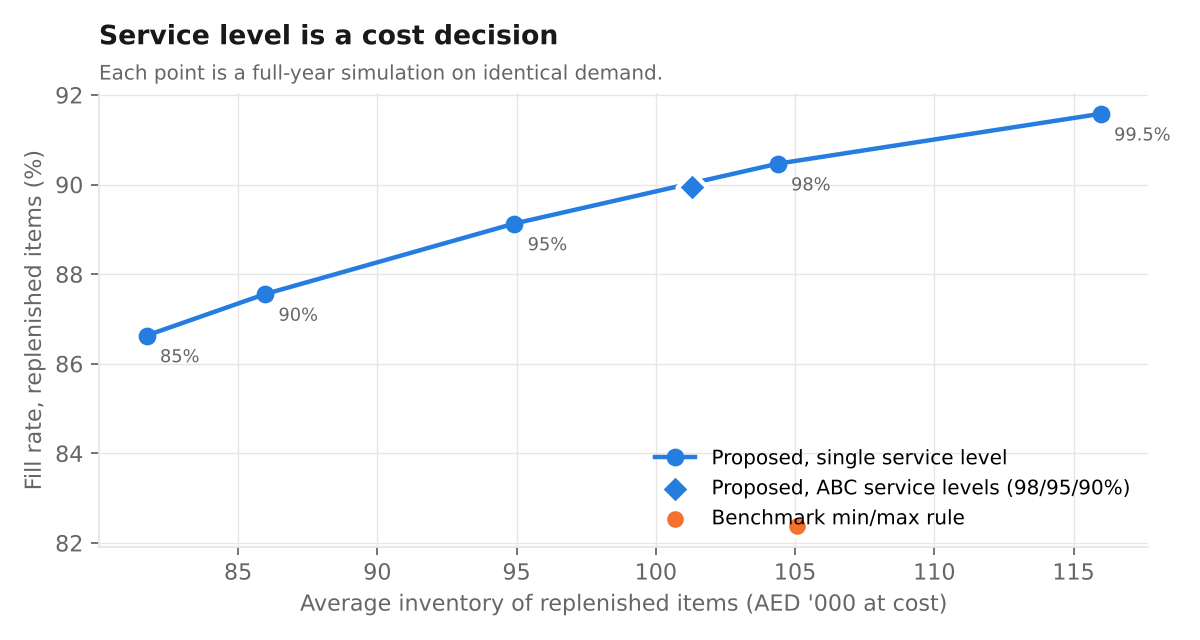 Service level is a cost decision
Each point is a full-year simulation on identical demand.
Fill rate, replenished items (%)
92
90
88
86
84
82
85%
90%
95%
98%
99.5%
Proposed, single service level
Proposed, ABC service levels (98/95/90%)
Benchmark min/max rule
85
90
95
100
105
110
115
Average inventory of replenished items (AED '000 at cost)